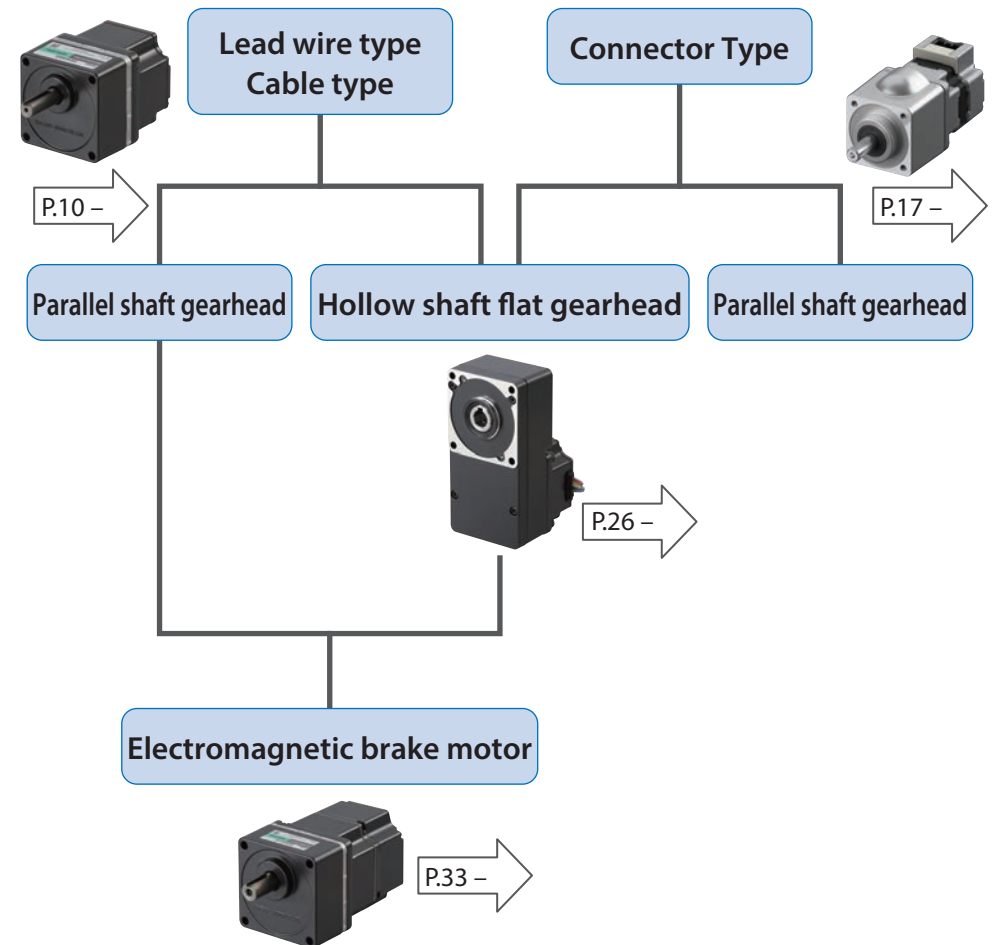 Lead wire type
Cable type
Connector Type
P.10 –
P.17 –
Parallel shaft gearhead
Hollow shaft flat gearhead
Parallel shaft gearhead
P.26 –
Electromagnetic brake motor
P.33 –